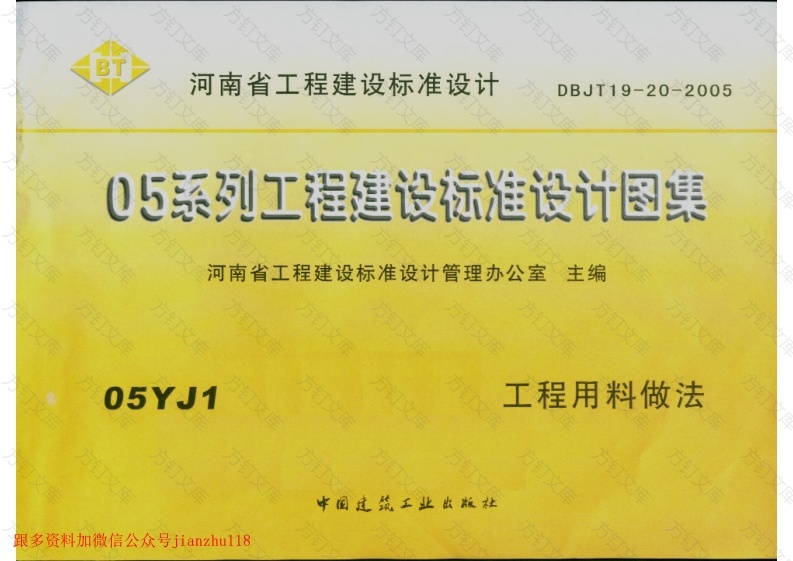 BT
河南省工程建设标准设计 DBJT19-20-2005
05系列工程建设标准设计图集
河南省工程建设标准设计管理办公室 主编
05YJ1 工程用料做法
中国建筑工业出版社
跟多资料加微信公众号jianzhu118
方钉文库